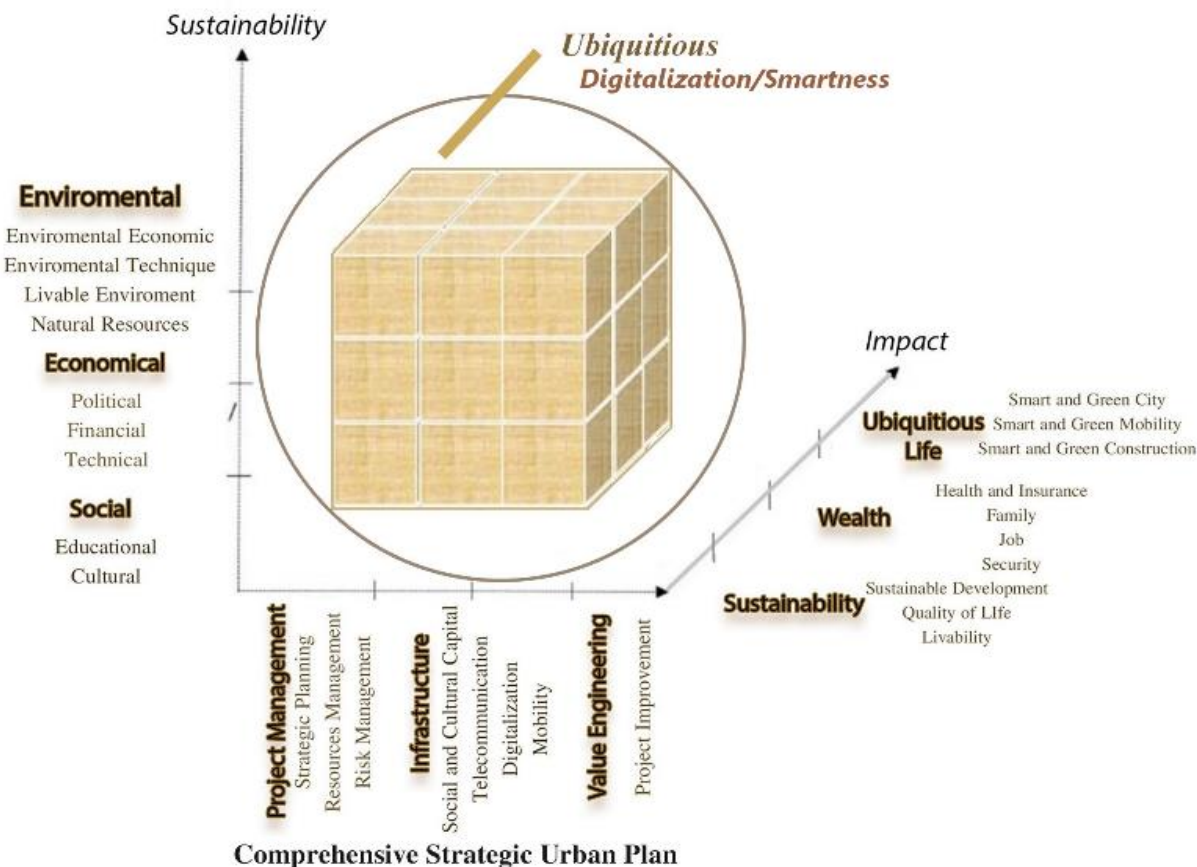 Sustainability
Ubiquitious
Digitalization/Smartness
Enviromental
Enviromental Economic
Enviromental Technique
Livable Enviroment
Natural Resources
Economical
Political
Financial
Technical
Social
Educational
Cultural
Impact
Ubiquitious
Life
Smart and Green City
Smart and Green Mobility
Smart and Green Construction
Wealth
Health and Insurance
Family
Job
Security
Sustainability
Sustainable Development
Quality of LIfe
Livability
Project Management
Strategic Planning
Resources Management
Risk Management
Infrastructure
Social and Cultural Capital
Telecommunication
Digitalization
Mobility
Value Engineering
Project Improvement
Comprehensive Strategic Urban Plan